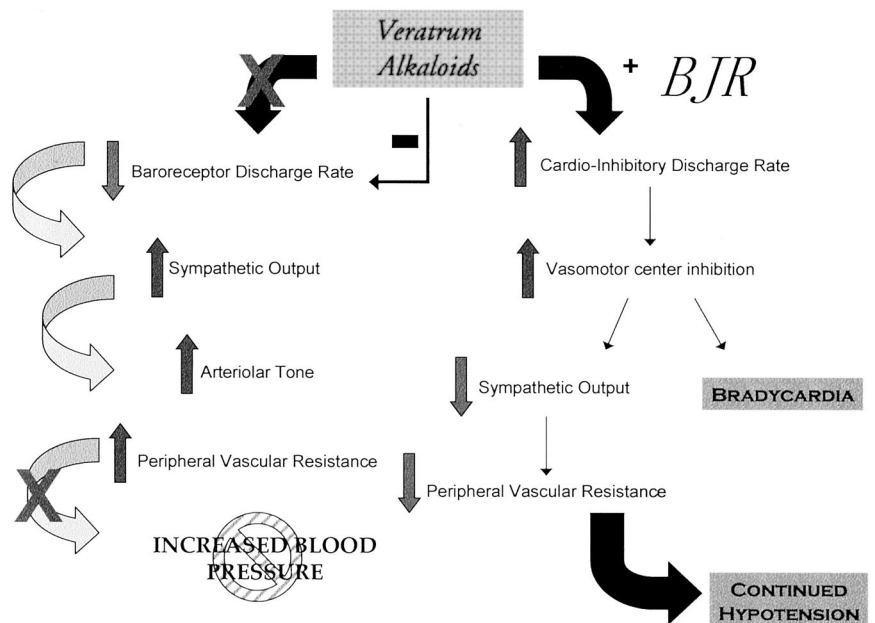 Veratrum
Alkaloids
X
+
BJR
Baroreceptor Discharge Rate
Cardio-Inhibitory Discharge Rate
Sympathetic Output
Vasomotor center inhibition
Arteriolar Tone
Sympathetic Output
BRADYCARDIA
Peripheral Vascular Resistance
Peripheral Vascular Resistance
X
INCREASED BLOOD
PRESSURE
CONTINUED
HYPOTENSION